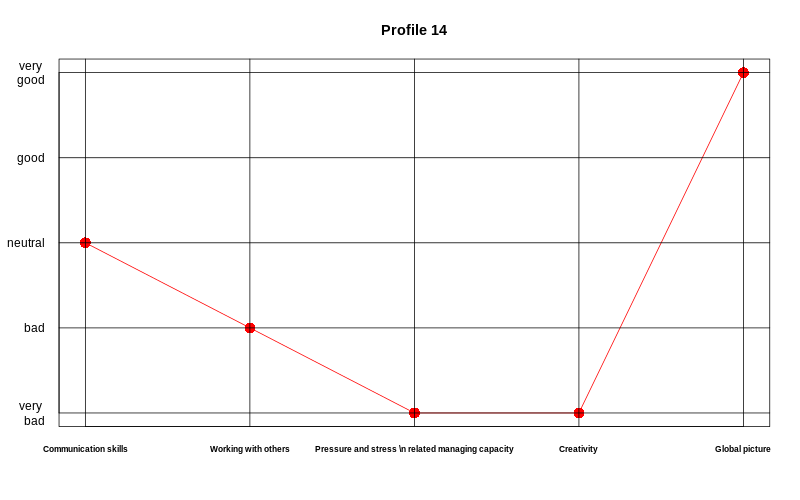 Profile 14
very
good
good
neutral
bad
very
bad
Communication skills
Working with others
Pressure and stress \n related managing capacity
Creativity
Global picture